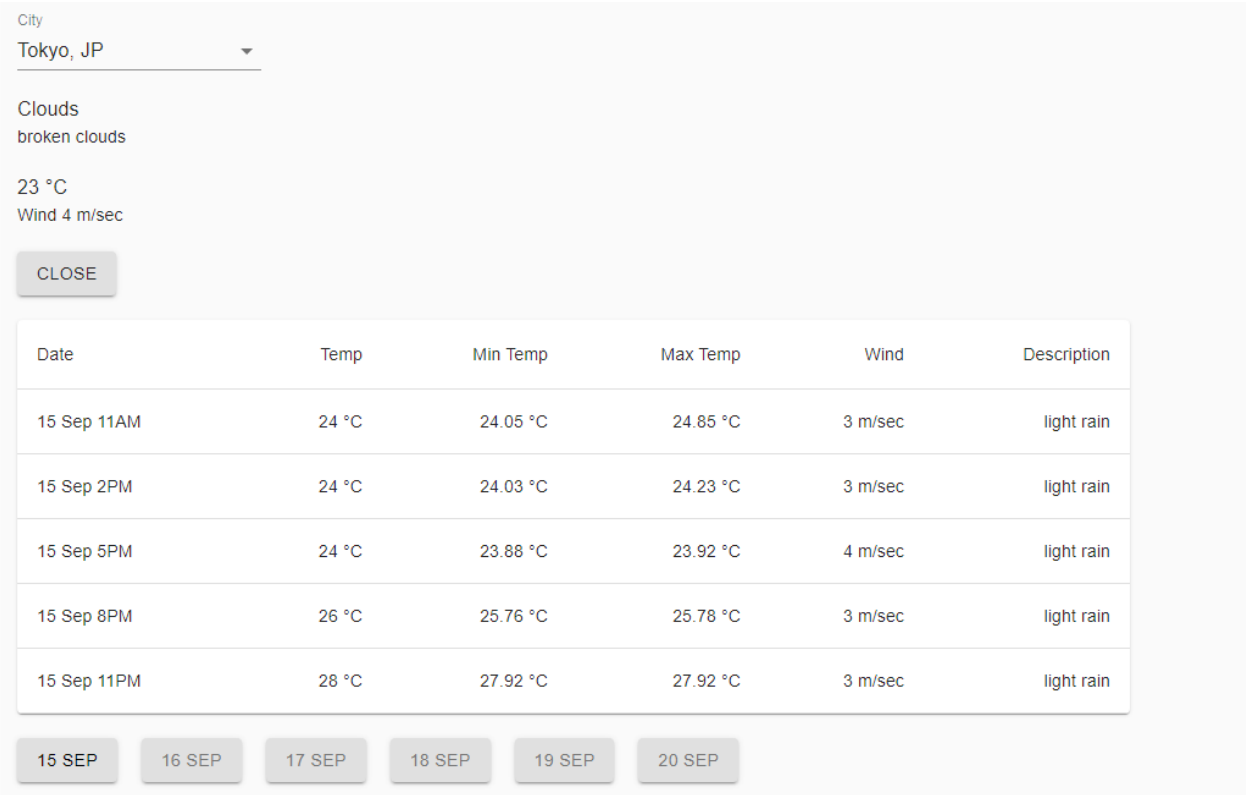 City
Tokyo, JP
Clouds
broken clouds
23 °C
Wind 4 m/sec
CLOSE
Date Temp Min Temp Max Temp Wind Description
15 Sep 11AM 24 °C 24.05 °C 24.85 °C 3 m/sec light rain
15 Sep 2PM 24 °C 24.03 °C 24.23 °C 3 m/sec light rain
15 Sep 5PM 24 °C 23.88 °C 23.92 °C 4 m/sec light rain
15 Sep 8PM 26 °C 25.76 °C 25.78 °C 3 m/sec light rain
15 Sep 11PM 28 °C 27.92 °C 27.92 °C 3 m/sec light rain
15 SEP 16 SEP 17 SEP 18 SEP 19 SEP 20 SEP